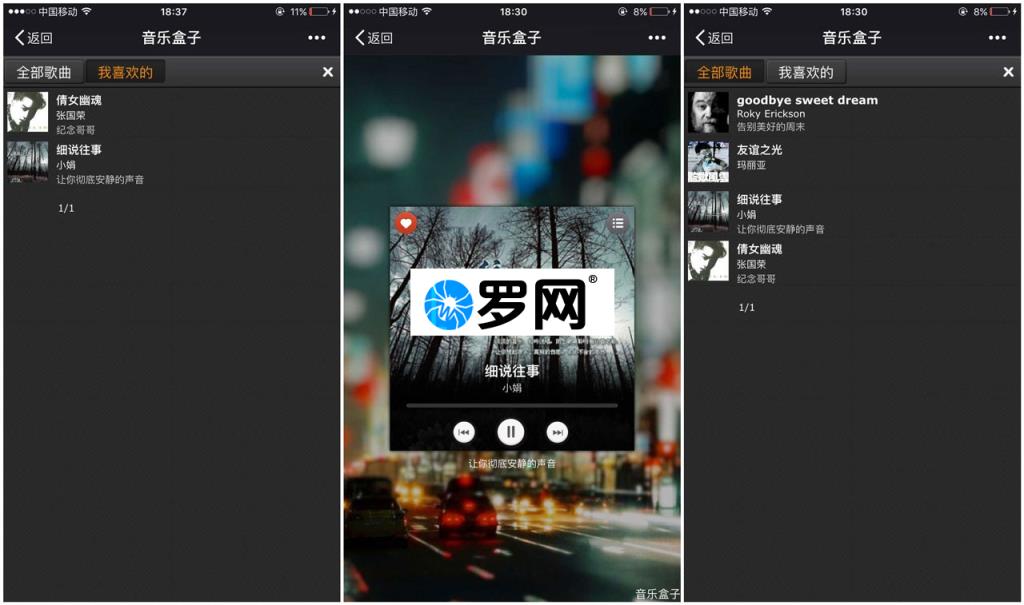 中国移动 18:37 11%
返回 音乐盒子
全部歌曲 我喜欢的
倩女幽魂
张国荣
纪念哥哥
细说往事
小娟
让你彻底安静的声音
1/1
中国移动 18:30 8%
返回 音乐盒子
罗网®
细说往事
小娟
让你彻底安静的声音
音乐盒子
中国移动 18:30 8%
返回 音乐盒子
全部歌曲 我喜欢的
goodbye sweet dream
Roky Erickson
告别美好的周末
友谊之光
玛丽亚
细说往事
小娟
让你彻底安静的声音
倩女幽魂
张国荣
纪念哥哥
1/1